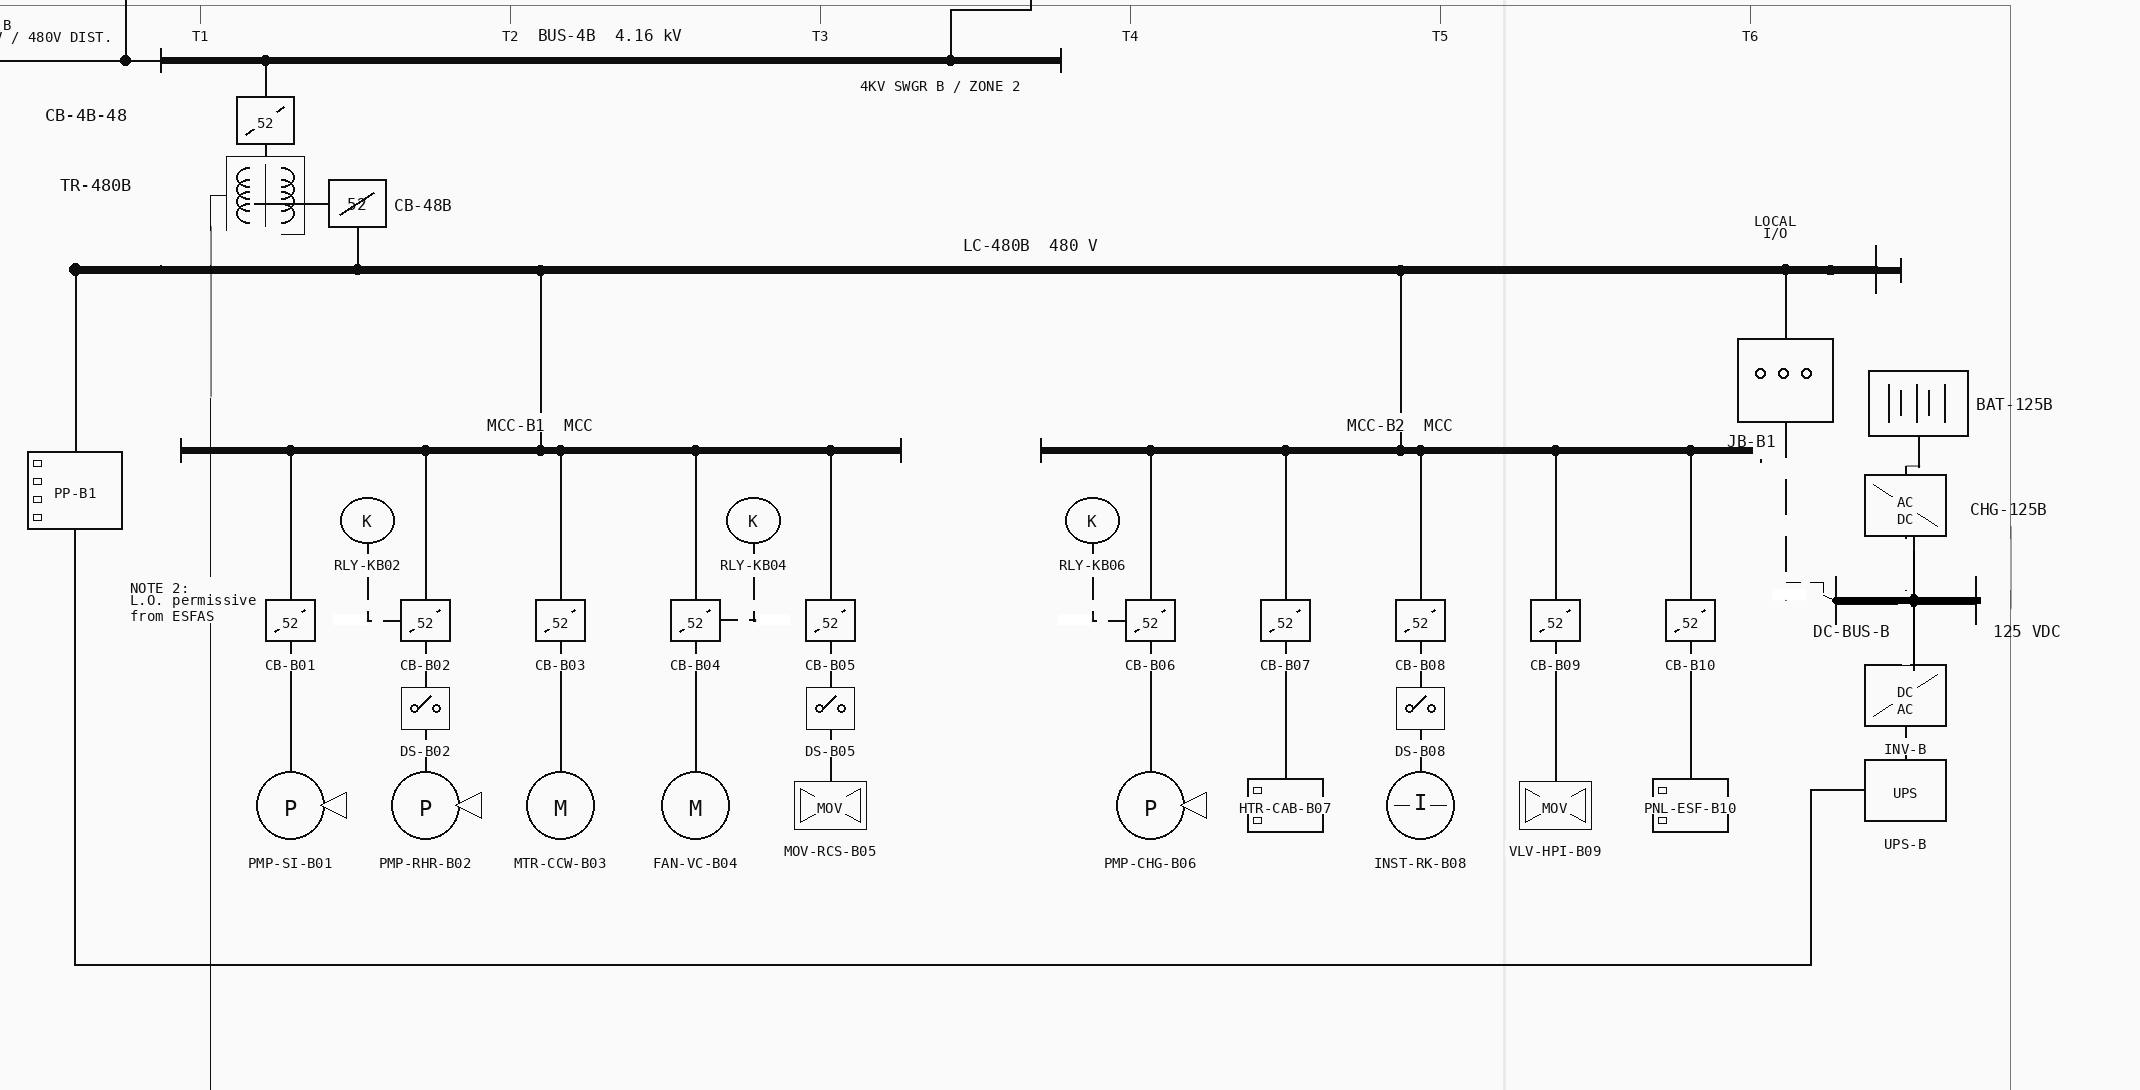 B
/ 480V DIST.
T1
T2
BUS-4B  4.16 kV
T3
T4
T5
T6
4KV SWGR B / ZONE 2
CB-4B-48
52
TR-480B
52
CB-48B
LOCAL
I/O
LC-480B  480 V
BAT-125B
MCC-B1  MCC
MCC-B2  MCC
JB-B1
PP-B1
AC
DC
CHG-125B
K
K
K
RLY-KB02
RLY-KB04
RLY-KB06
NOTE 2:
L.O. permissive
from ESFAS
52
52
52
52
52
52
52
52
52
52
DC-BUS-B
125 VDC
CB-B01
CB-B02
CB-B03
CB-B04
CB-B05
CB-B06
CB-B07
CB-B08
CB-B09
CB-B10
DC
AC
DS-B02
DS-B05
DS-B08
INV-B
P
P
M
M
MOV
P
HTR-CAB-B07
I
MOV
PNL-ESF-B10
UPS
PMP-SI-B01
PMP-RHR-B02
MTR-CCW-B03
FAN-VC-B04
MOV-RCS-B05
PMP-CHG-B06
INST-RK-B08
VLV-HPI-B09
UPS-B